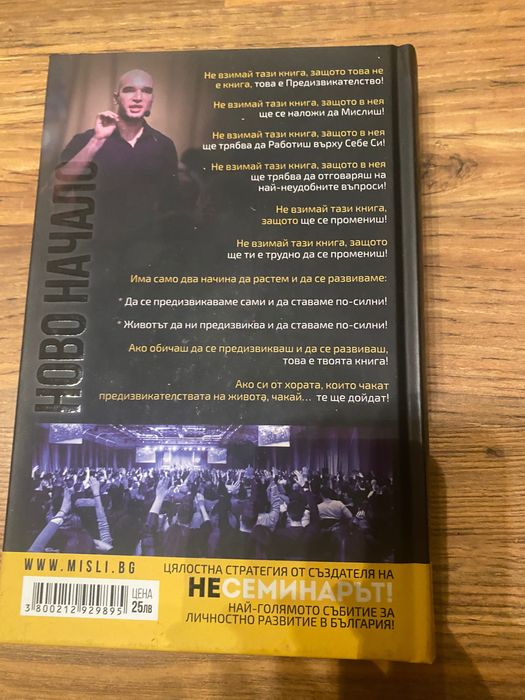 Не взимай тази книга, защото това не
е книга, това е Предизвикателство!
Не взимай тази книга, защото в нея
ще се наложи да Мислиш!
Не взимай тази книга, защото в нея
ще трябва да Работиш върху Себе Си!
Не взимай тази книга, защото в нея
ще трябва да отговаряш на
най-неудобните въпроси!
Не взимай тази книга,
защото ще се промениш!
Не взимай тази книга, защото
ще ти е трудно да се промениш!
Има само два начина да растем и да се развиваме:
* Да се предизвикваме сами и да ставаме по-силни!
* Животът да ни предизвиква и да ставаме по-силни!
Ако обичаш да се предизвикваш и да се развиваш,
това е твоята книга!
Ако си от хората, които чакат
предизвикателствата на живота, чакай... те ще дойдат!
НОВО НАЧАЛО
WWW.MISLI.BG
ЦЕНА
25лв
3 800212 929895
ЦЯЛОСТНА СТРАТЕГИЯ ОТ СЪЗДАТЕЛЯ НА
НЕСЕМИНАРЪТ!
НАЙ-ГОЛЯМОТО СЪБИТИЕ ЗА
ЛИЧНОСТНО РАЗВИТИЕ В БЪЛГАРИЯ!